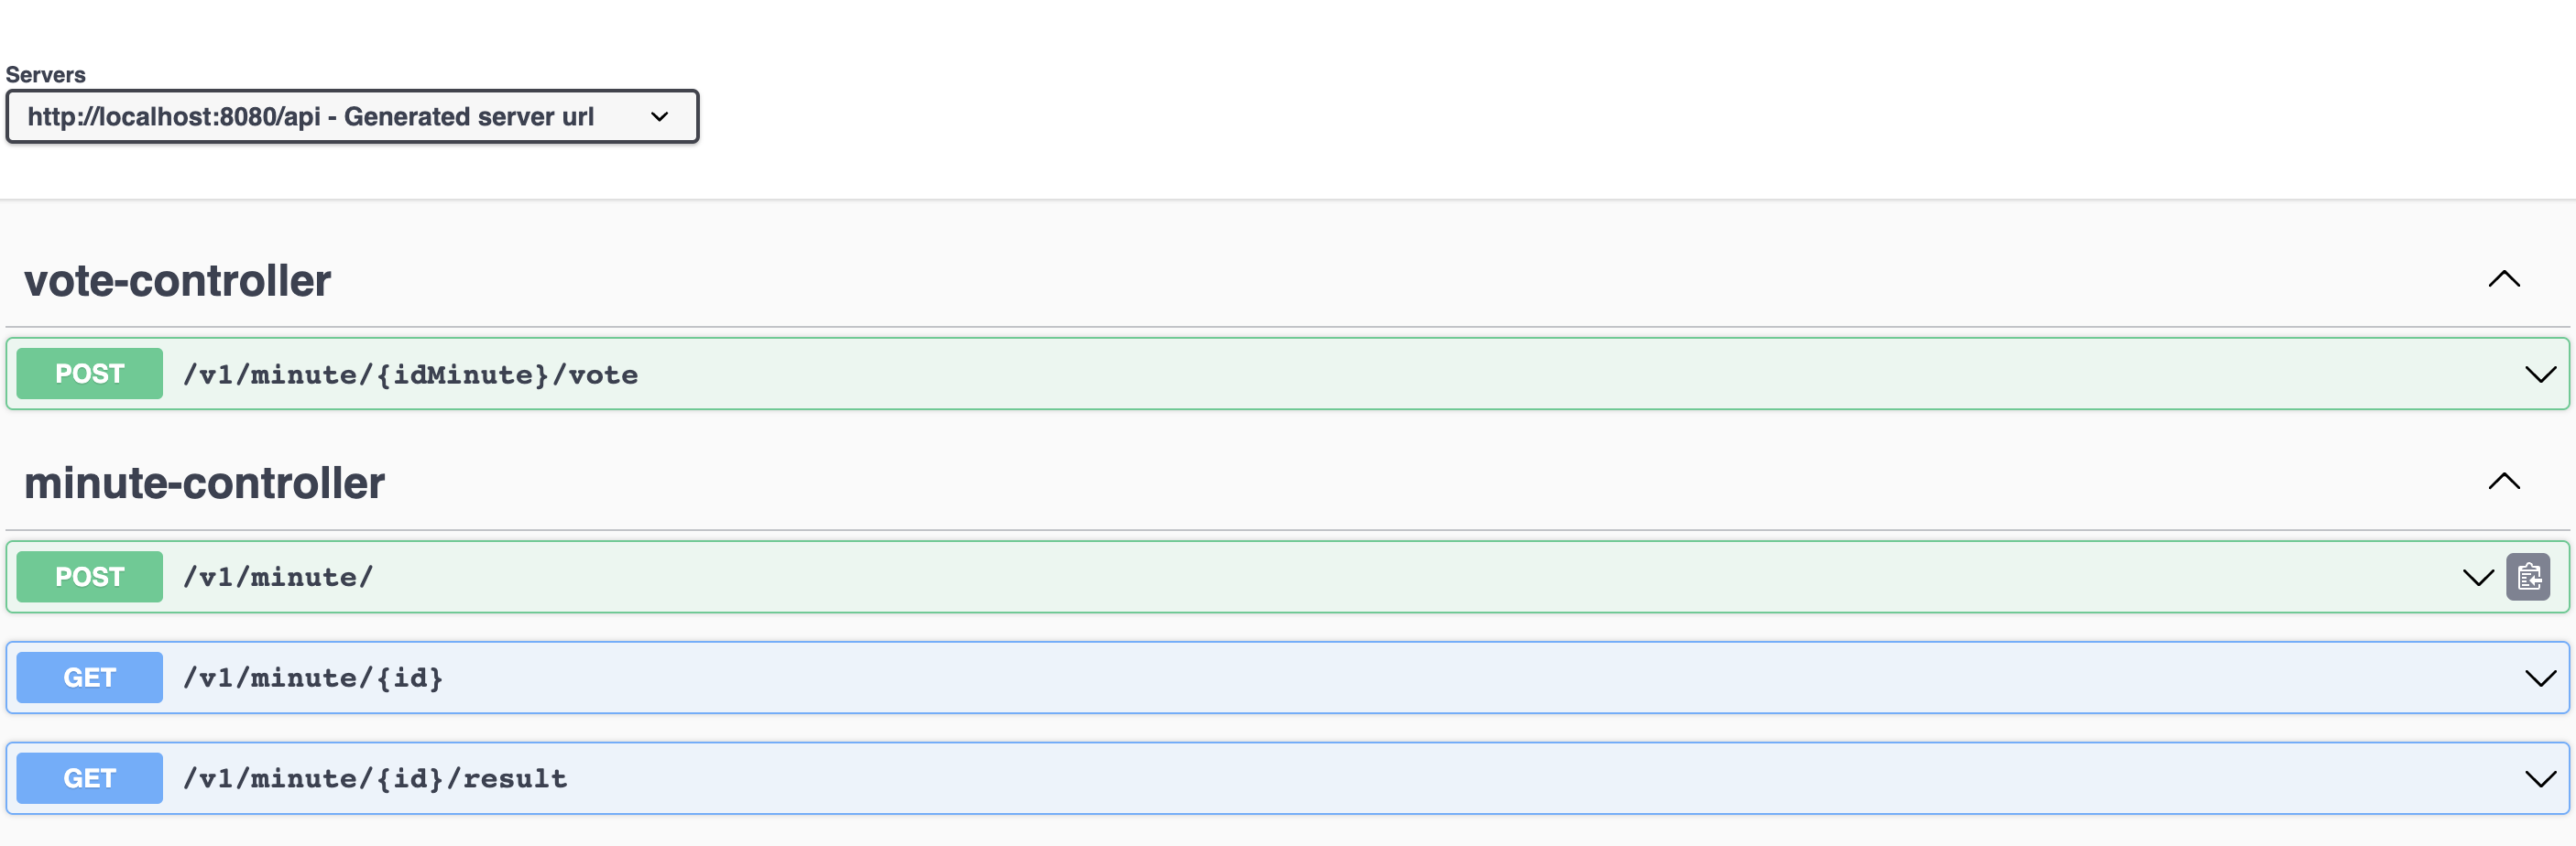 Servers
http://localhost:8080/api - Generated server url
vote-controller
POST /v1/minute/{idMinute}/vote
minute-controller
POST /v1/minute/
GET /v1/minute/{id}
GET /v1/minute/{id}/result